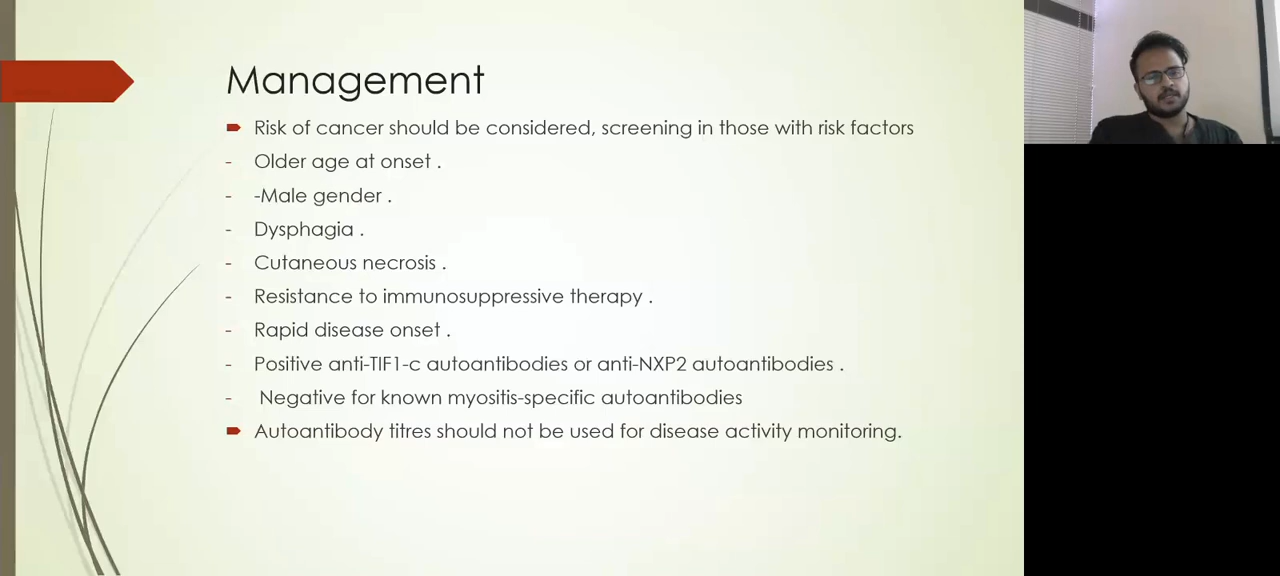 Management
Risk of cancer should be considered, screening in those with risk factors
- Older age at onset .
- -Male gender .
- Dysphagia .
- Cutaneous necrosis .
- Resistance to immunosuppressive therapy .
- Rapid disease onset .
- Positive anti-TIF1-c autoantibodies or anti-NXP2 autoantibodies .
- Negative for known myositis-specific autoantibodies
Autoantibody titres should not be used for disease activity monitoring.